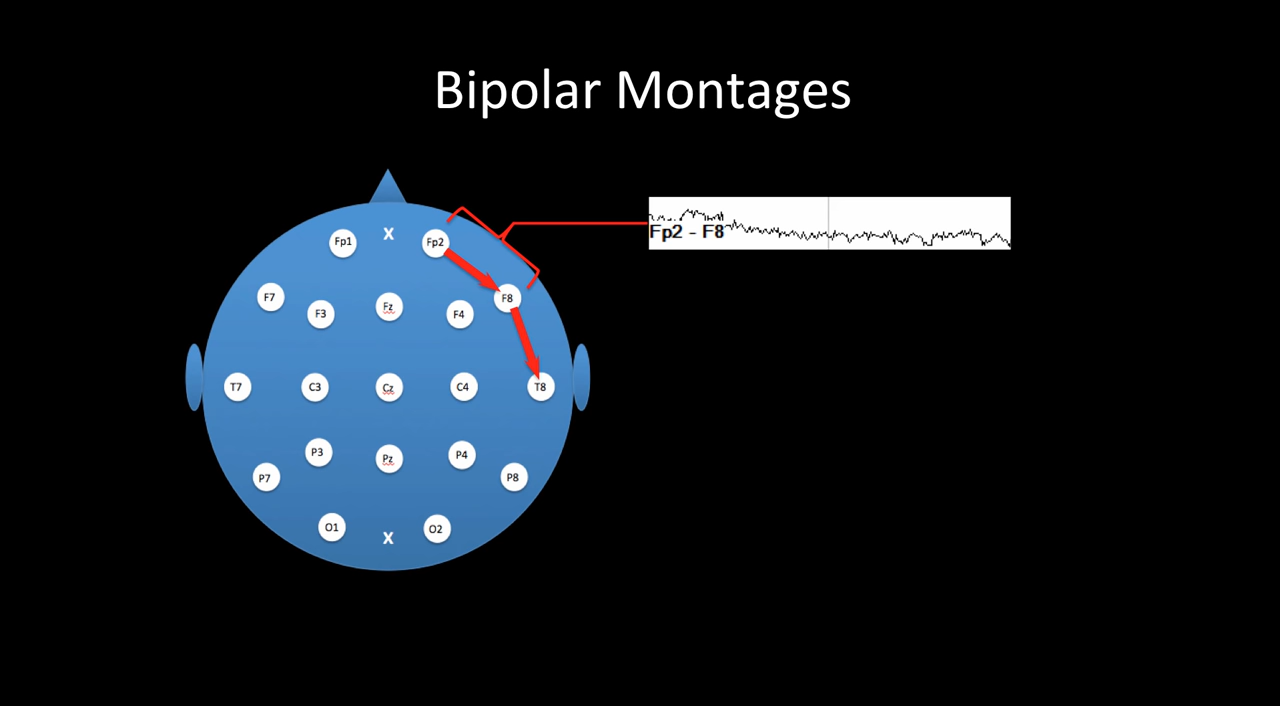 Bipolar Montages
Fp1 X Fp2
Fp2 - F8
F7 F3 Fz F4 F8
T7 C3 Cz C4 T8
P7 P3 Pz P4 P8
O1 X O2